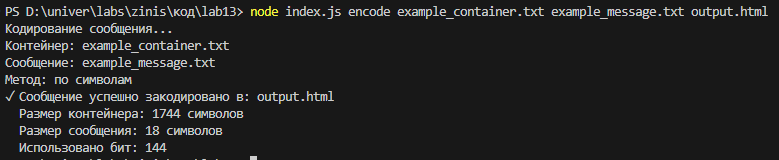 PS D:\univer\labs\zinis\код\lab13> node index.js encode example_container.txt example_message.txt output.html
Кодирование сообщения...
Контейнер: example_container.txt
Сообщение: example_message.txt
Метод: по символам
✓ Сообщение успешно закодировано в: output.html
  Размер контейнера: 1744 символов
  Размер сообщения: 18 символов
  Использовано бит: 144